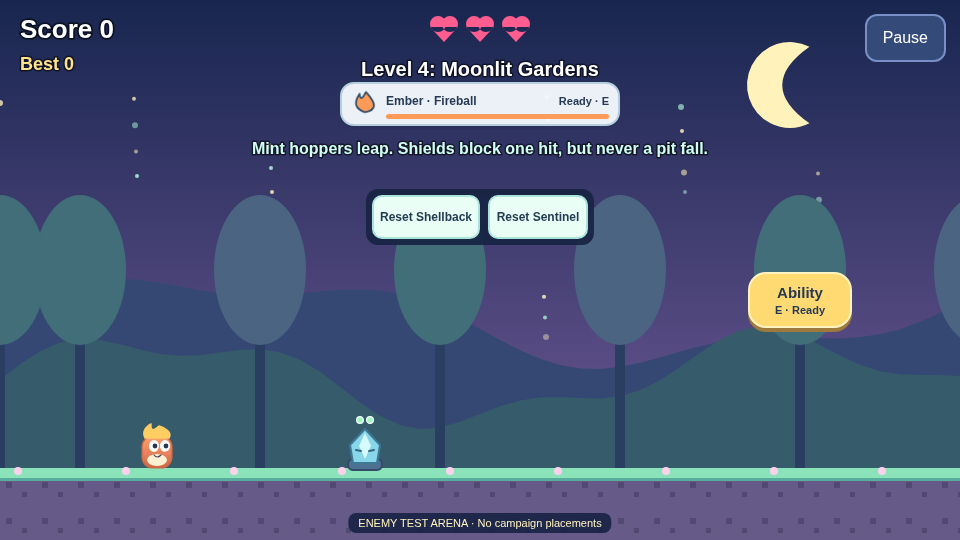 Score 0
Best 0
Pause
Level 4: Moonlit Gardens
Ember · Fireball
Ready · E
Mint hoppers leap. Shields block one hit, but never a pit fall.
Reset Shellback
Reset Sentinel
Ability
E · Ready
ENEMY TEST ARENA · No campaign placements